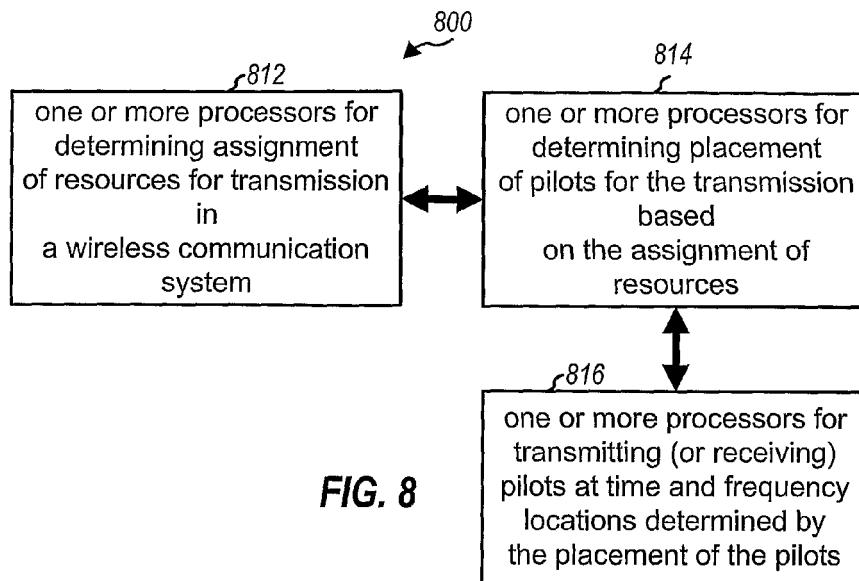 800
812
one or more processors for
determining assignment
of resources for transmission
in
a wireless communication
system
814
one or more processors for
determining placement
of pilots for the transmission
based
on the assignment of
resources
816
one or more processors for
transmitting (or receiving)
pilots at time and frequency
locations determined by
the placement of the pilots
FIG. 8